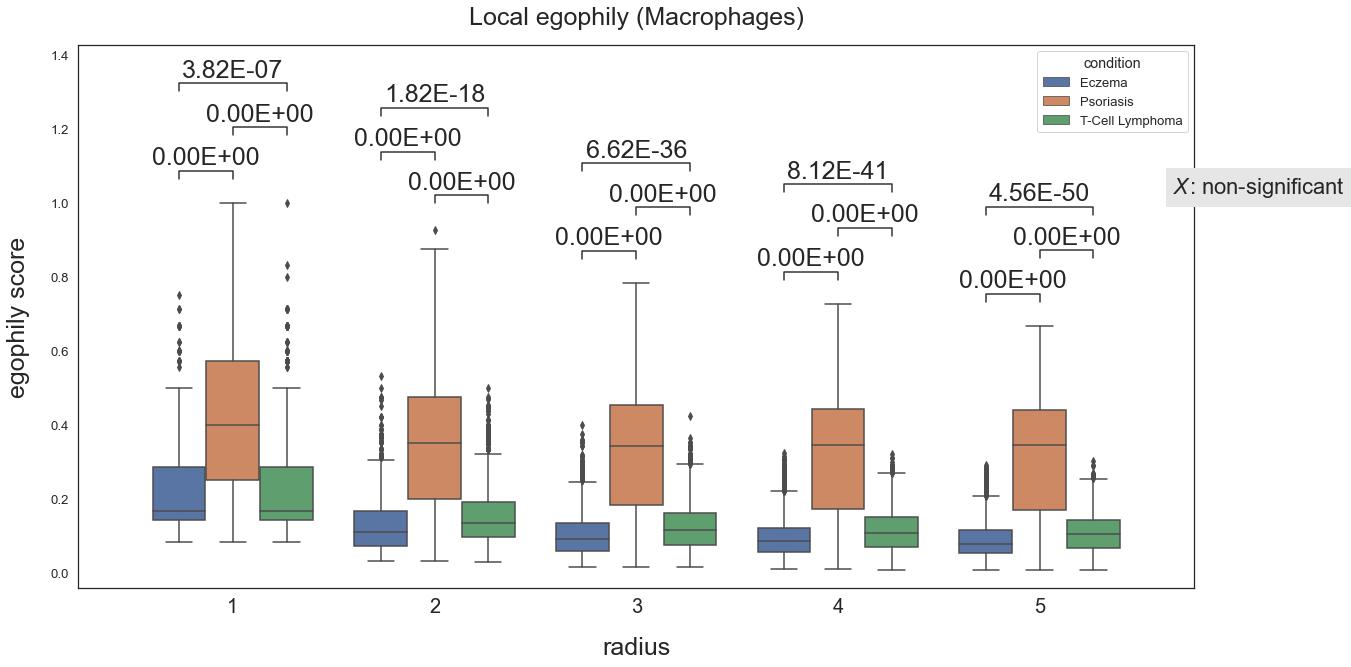 Local egophily (Macrophages)
egophily score
1.4
1.2
1.0
0.8
0.6
0.4
0.2
0.0
3.82E-07
0.00E+00
0.00E+00
1.82E-18
0.00E+00
0.00E+00
6.62E-36
0.00E+00
0.00E+00
8.12E-41
0.00E+00
0.00E+00
4.56E-50
0.00E+00
0.00E+00
condition
Eczema
Psoriasis
T-Cell Lymphoma
X: non-significant
1 2 3 4 5
radius